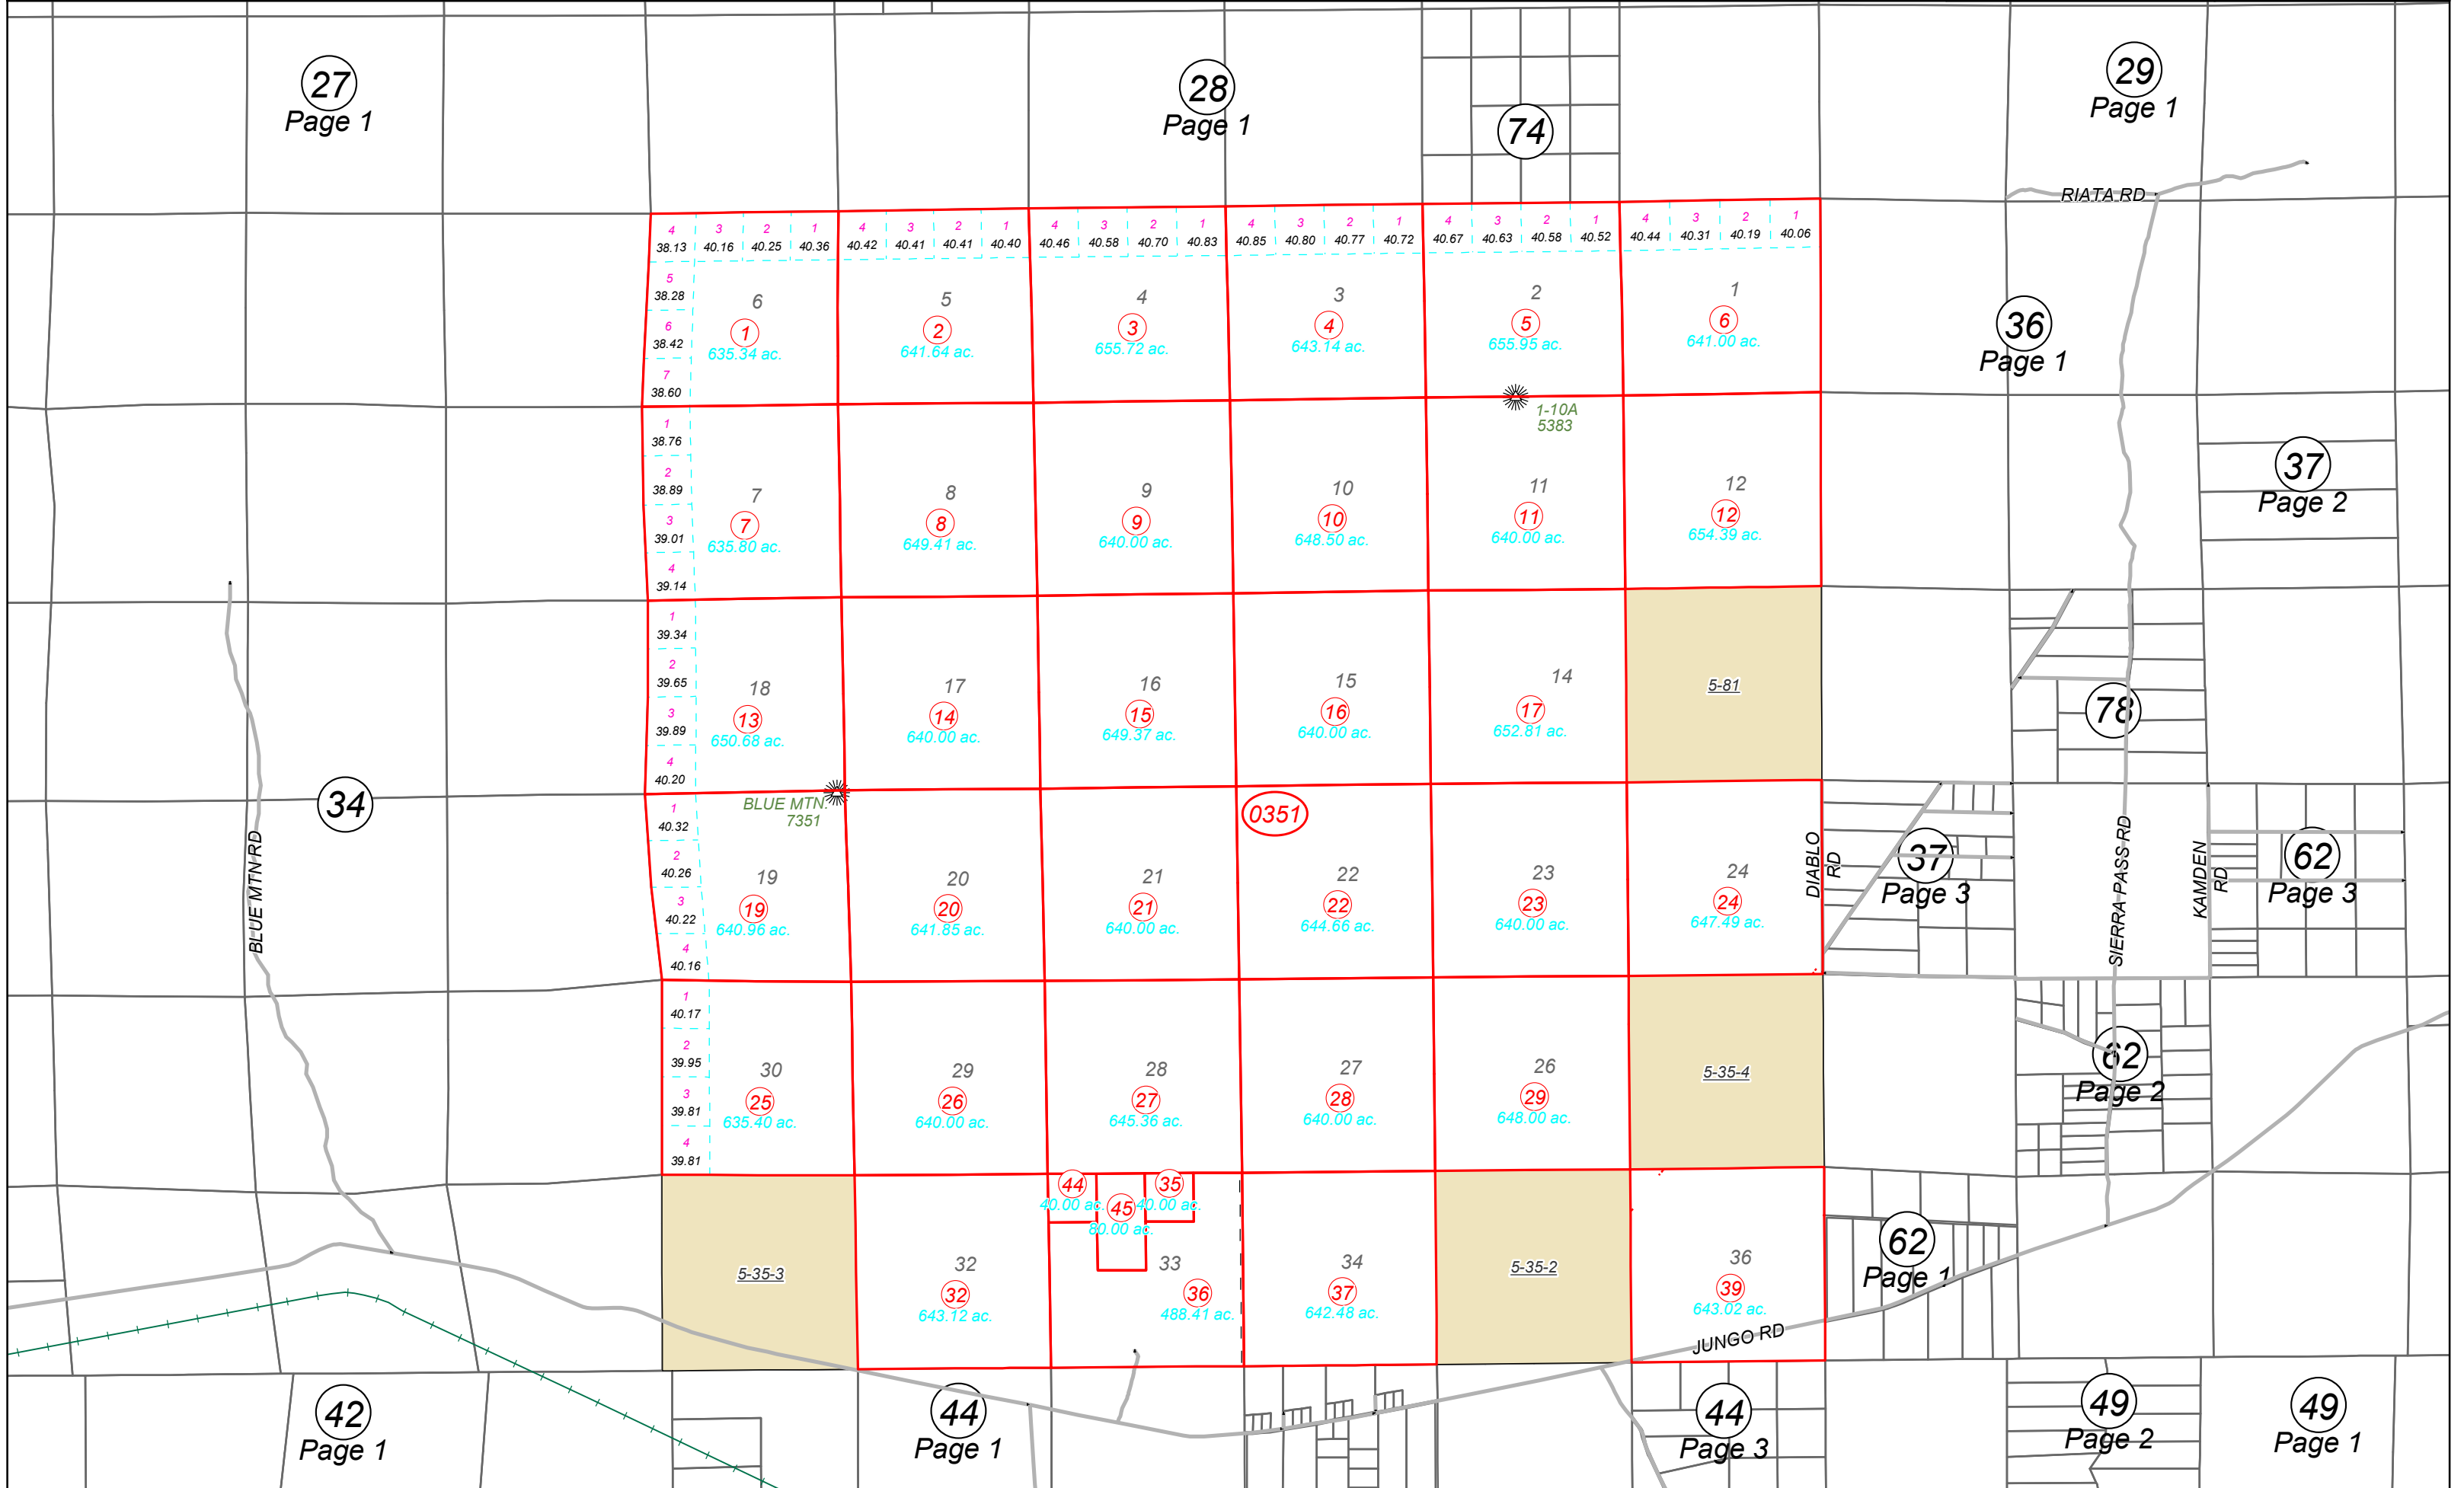 27
Page 1
28
Page 1
74
29
Page 1
RIATA RD
4 3 2 1 4 3 2 1 4 3 2 1 4 3 2 1 4 3 2 1 4 3 2 1
38.13 40.16 40.25 40.36 40.42 40.41 40.41 40.40 40.46 40.58 40.70 40.83 40.85 40.80 40.77 40.72 40.67 40.63 40.58 40.52 40.44 40.31 40.19 40.06
5
38.28
6
38.42
7
38.60
6
1
635.34 ac.
5
2
641.64 ac.
4
3
655.72 ac.
3
4
643.14 ac.
2
5
655.95 ac.
1
6
641.00 ac.
36
Page 1
1-10A
5383
37
Page 2
1
38.76
2
38.89
3
39.01
4
39.14
7
7
635.80 ac.
8
8
649.41 ac.
9
9
640.00 ac.
10
10
648.50 ac.
11
11
640.00 ac.
12
12
654.39 ac.
1
39.34
2
39.65
3
39.89
4
40.20
18
13
650.68 ac.
17
14
640.00 ac.
16
15
649.37 ac.
15
16
640.00 ac.
14
17
652.81 ac.
5-81
78
34
BLUE MTN RD
BLUE MTN.
7351
0351
1
40.32
2
40.26
3
40.22
4
40.16
19
19
640.96 ac.
20
20
641.85 ac.
21
21
640.00 ac.
22
22
644.66 ac.
23
23
640.00 ac.
24
24
647.49 ac.
DIABLO
RD
37
Page 3
SIERRA PASS RD
KAMDEN
RD
62
Page 3
1
40.17
2
39.95
3
39.81
4
39.81
30
25
635.40 ac.
29
26
640.00 ac.
28
27
645.36 ac.
27
28
640.00 ac.
26
29
648.00 ac.
5-35-4
62
Page 2
5-35-3
32
32
643.12 ac.
44
40.00 ac.
45
80.00 ac.
35
40.00 ac.
33
36
488.41 ac.
34
37
642.48 ac.
5-35-2
36
39
643.02 ac.
JUNGO RD
62
Page 1
42
Page 1
44
Page 1
44
Page 3
49
Page 2
49
Page 1